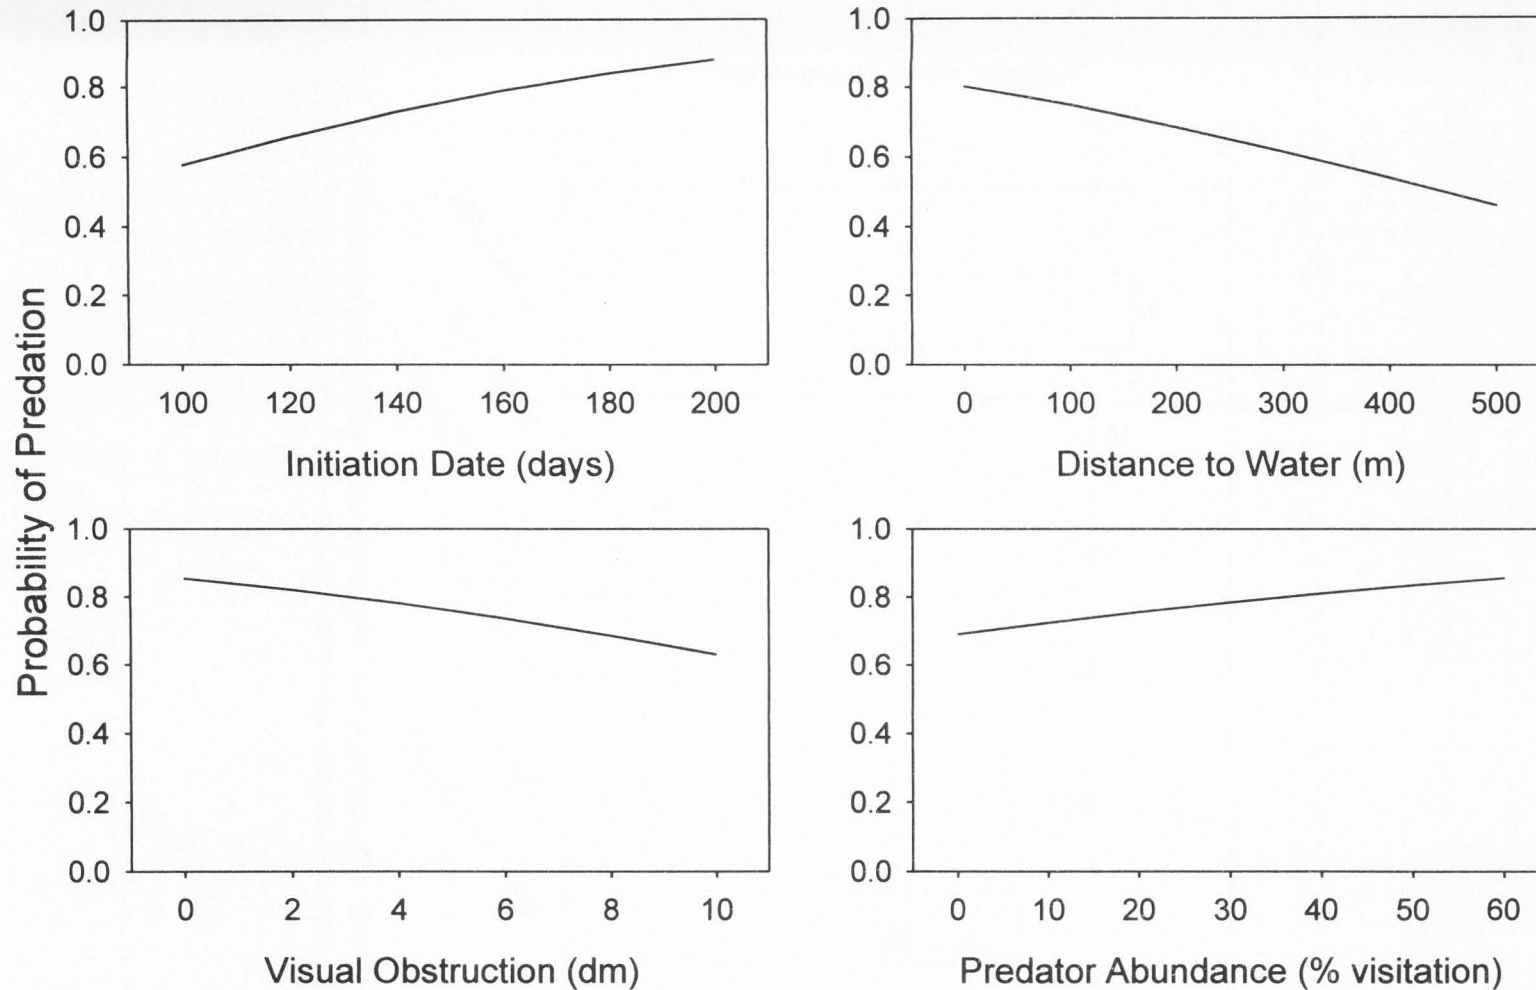 Probability of Predation
1.0
0.8
0.6
0.4
0.2
0.0
100 120 140 160 180 200
Initiation Date (days)
1.0
0.8
0.6
0.4
0.2
0.0
0 100 200 300 400 500
Distance to Water (m)
1.0
0.8
0.6
0.4
0.2
0.0
0 2 4 6 8 10
Visual Obstruction (dm)
1.0
0.8
0.6
0.4
0.2
0.0
0 10 20 30 40 50 60
Predator Abundance (% visitation)